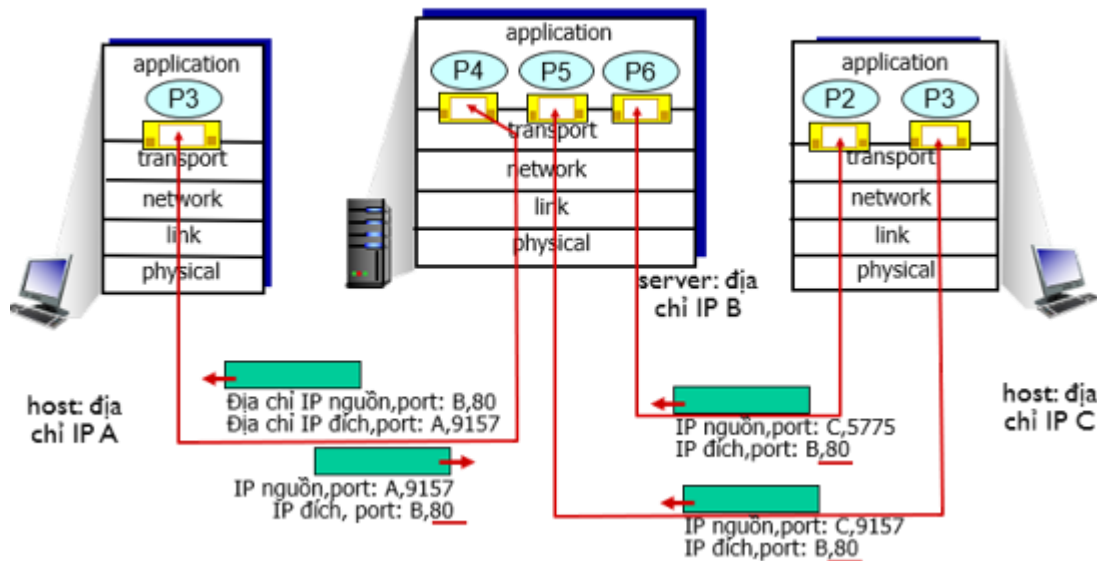 application
P3
transport
network
link
physical
host: địa
chỉ IP A
application
P4 P5 P6
transport
network
link
physical
server: địa
chỉ IP B
application
P2 P3
transport
network
link
physical
host: địa
chỉ IP C
Địa chỉ IP nguồn,port: B,80
Địa chỉ IP đích,port: A,9157
IP nguồn,port: A,9157
IP đích, port: B,80
IP nguồn,port: C,5775
IP đích,port: B,80
IP nguồn,port: C,9157
IP đích,port: B,80